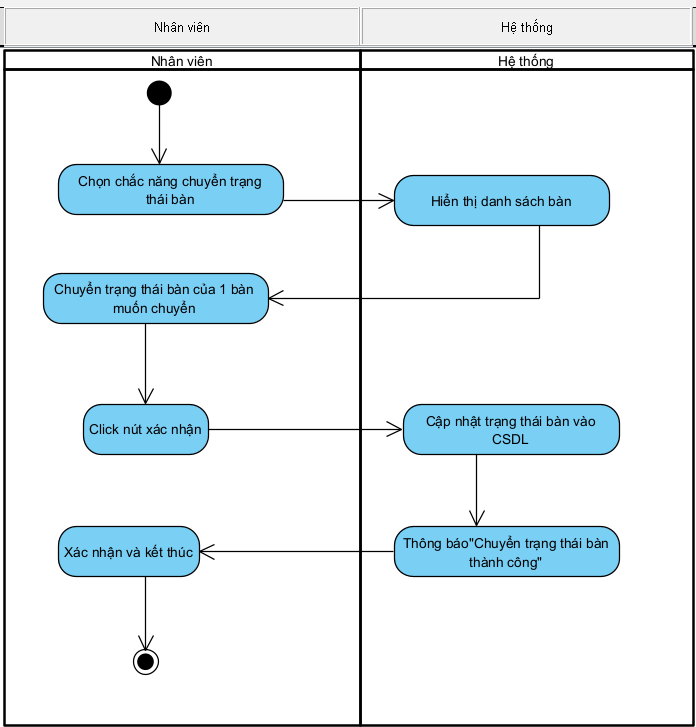 Nhân viên
Hệ thống
Nhân viên
Hệ thống
Chọn chắc năng chuyển trạng
thái bàn
Hiển thị danh sách bàn
Chuyển trạng thái bàn của 1 bàn
muốn chuyển
Click nút xác nhận
Cập nhật trạng thái bàn vào
CSDL
Xác nhận và kết thúc
Thông báo"Chuyển trạng thái bàn
thành công"